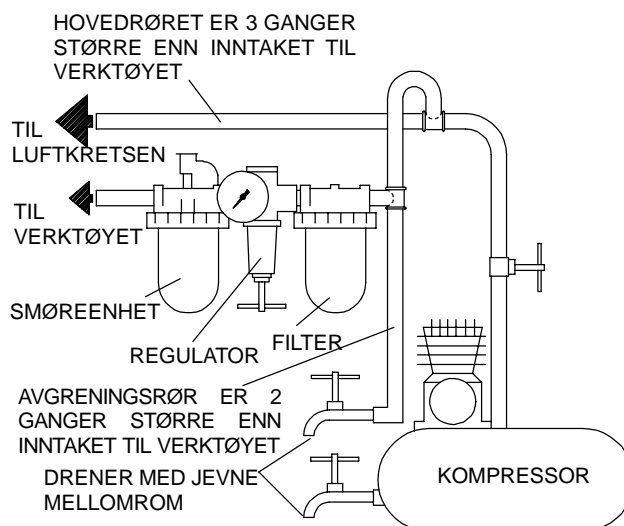 HOVEDRØRET ER 3 GANGER
STØRRE ENN INNTAKET TIL
VERKTØYET
TIL
LUFTKRETSEN
TIL
VERKTØYET
SMØREENHET
REGULATOR
FILTER
AVGRENINGSRØR ER 2
GANGER STØRRE ENN
INNTAKET TIL VERKTØYET
DRENER MED JEVNE
MELLOMROM
KOMPRESSOR